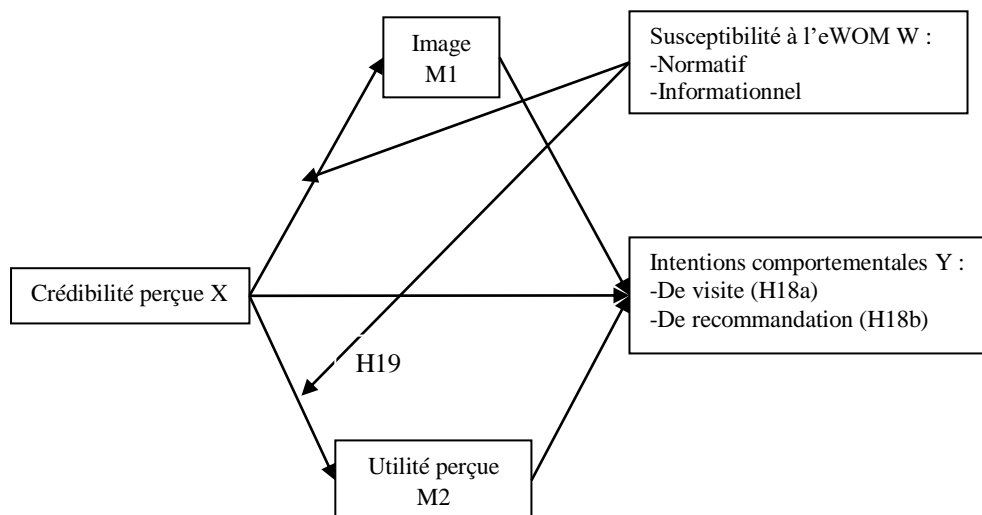 Image
M1
Susceptibilité à l’eWOM W :
-Normatif
-Informationnel
Crédibilité perçue X
Intentions comportementales Y :
-De visite (H18a)
-De recommandation (H18b)
H19
Utilité perçue
M2